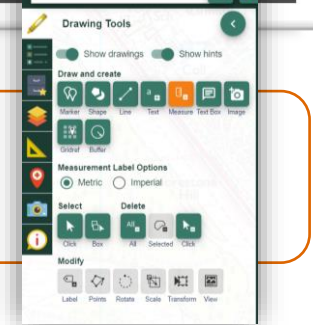 Drawing Tools
Show drawings Show hints
Draw and create
a
Marker Shape Line Text Measure Text Box Image
Gridref Buffer
Measurement Label Options
Metric Imperial
Select Delete
All
Click Box All Selected Click
Modify
Label Points Rotate Scale Transform View